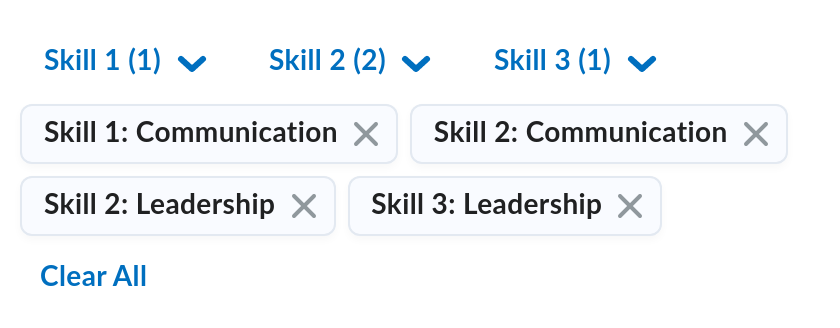 Skill 1 (1) Skill 2 (2) Skill 3 (1)
Skill 1: Communication Skill 2: Communication
Skill 2: Leadership Skill 3: Leadership
Clear All